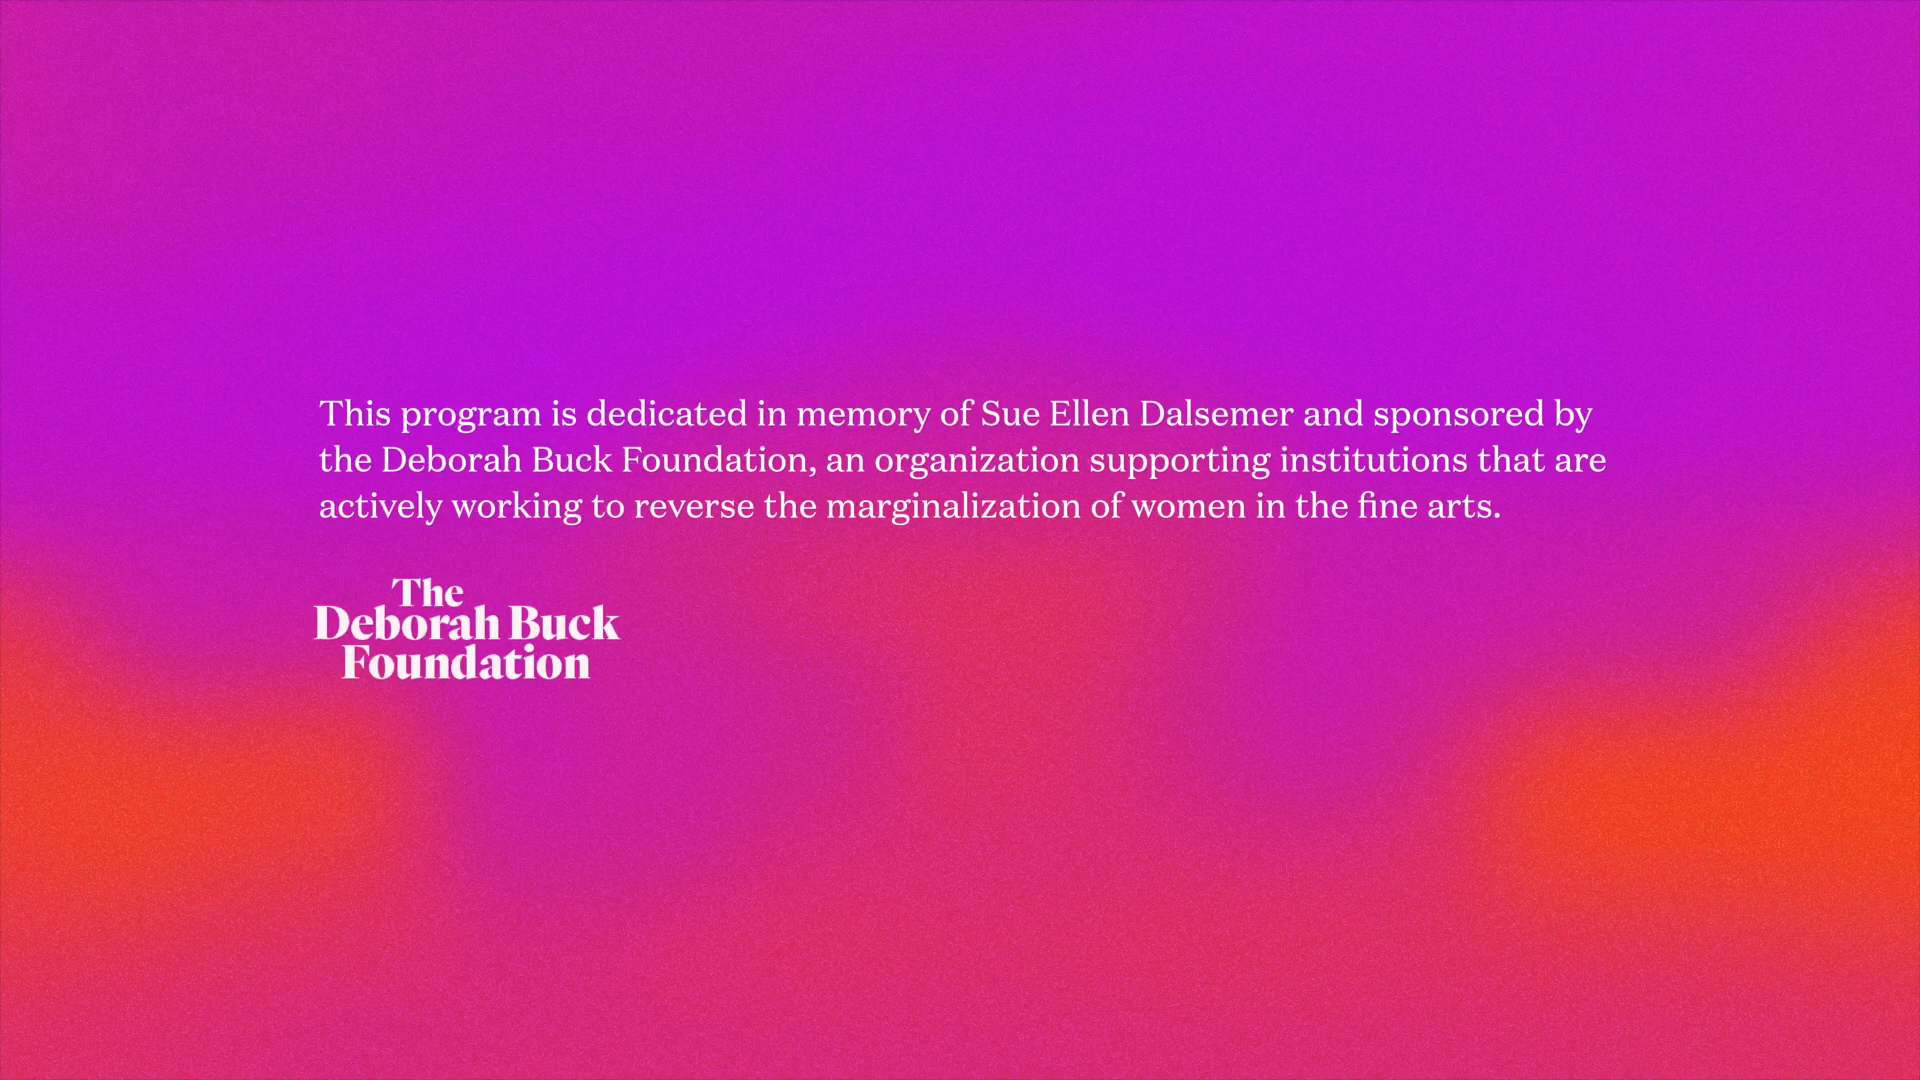 This program is dedicated in memory of Sue Ellen Dalsemer and sponsored by
the Deborah Buck Foundation, an organization supporting institutions that are
actively working to reverse the marginalization of women in the fine arts.
The
Deborah Buck
Foundation